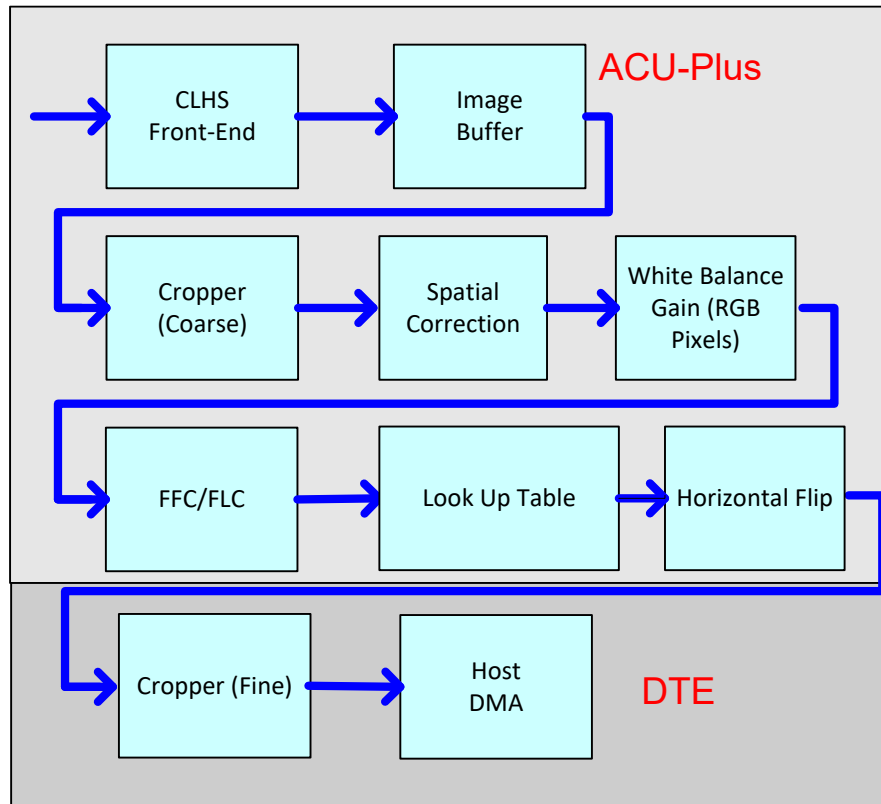 ACU-Plus
CLHS
Front-End
Image
Buffer
Cropper
(Coarse)
Spatial
Correction
White Balance
Gain (RGB
Pixels)
FFC/FLC
Look Up Table
Horizontal Flip
Cropper (Fine)
Host
DMA
DTE